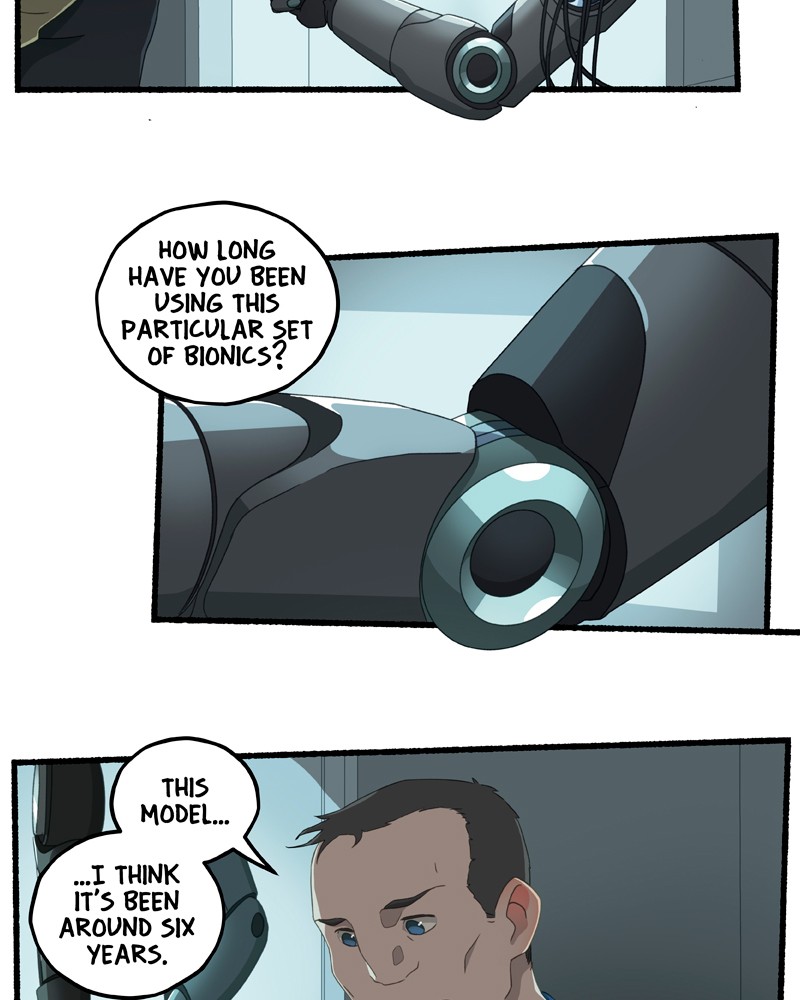 HOW LONG
HAVE YOU BEEN
USING THIS
PARTICULAR SET
OF BIONICS?
THIS
MODEL...
...I THINK
IT'S BEEN
AROUND SIX
YEARS.